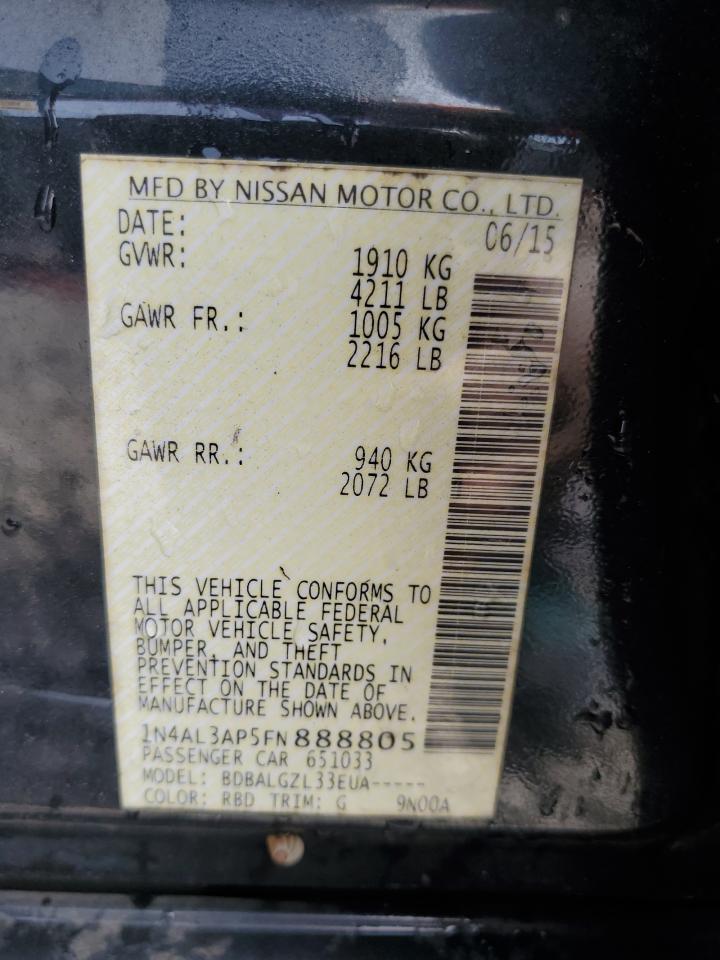 MFD BY NISSAN MOTOR CO., LTD.
DATE: 06/15
GVWR: 1910 KG
4211 LB
GAWR FR.: 1005 KG
2216 LB
GAWR RR.: 940 KG
2072 LB
THIS VEHICLE CONFORMS TO
ALL APPLICABLE FEDERAL
MOTOR VEHICLE SAFETY,
BUMPER, AND THEFT
PREVENTION STANDARDS IN
EFFECT ON THE DATE OF
MANUFACTURE SHOWN ABOVE.
1N4AL3AP5FN888805
PASSENGER CAR 651033
MODEL: BDBALGZL33EUA-----
COLOR: RBD TRIM: G 9N00A